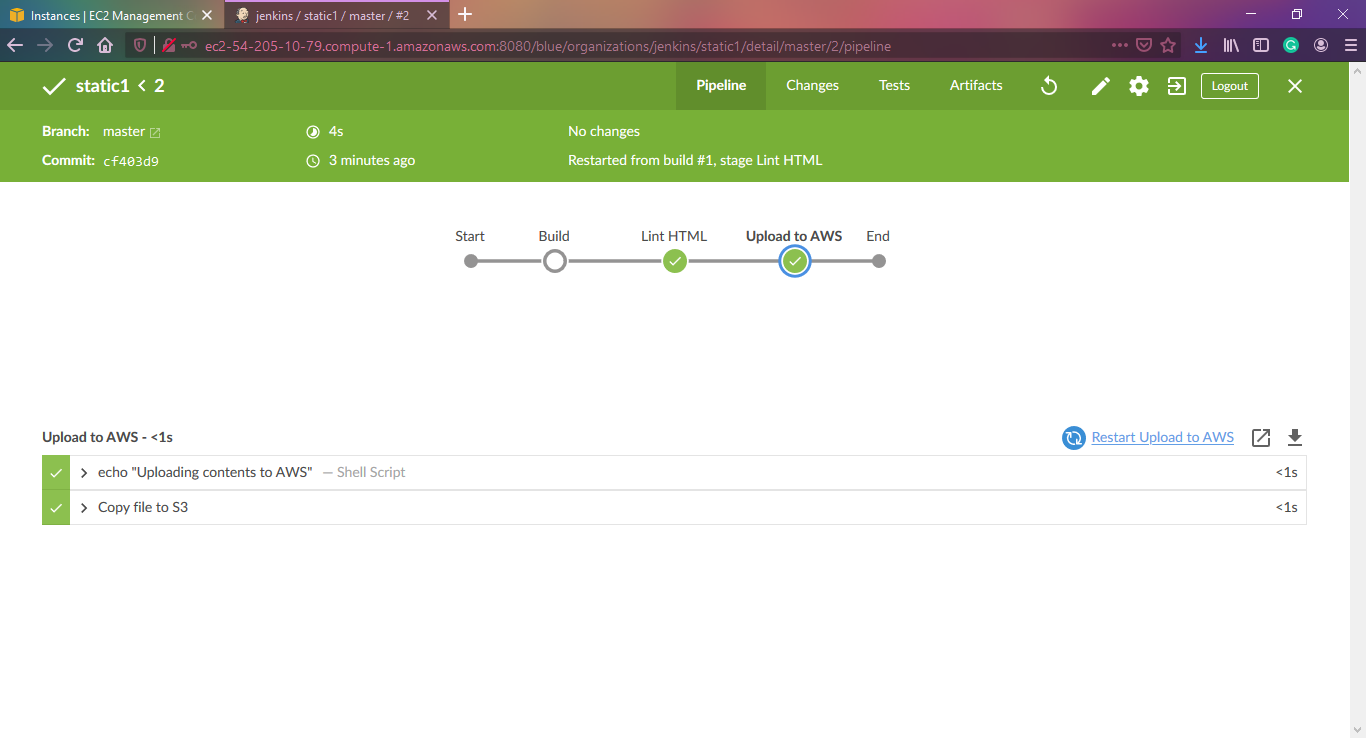 Instances | EC2 Management C
jenkins / static1 / master / #2
ec2-54-205-10-79.compute-1.amazonaws.com:8080/blue/organizations/jenkins/static1/detail/master/2/pipeline
static1 < 2
Pipeline
Changes
Tests
Artifacts
Logout
Branch: master
4s
No changes
Commit: cf403d9
3 minutes ago
Restarted from build #1, stage Lint HTML
Start
Build
Lint HTML
Upload to AWS
End
Upload to AWS - <1s
Restart Upload to AWS
echo "Uploading contents to AWS" — Shell Script
<1s
Copy file to S3
<1s